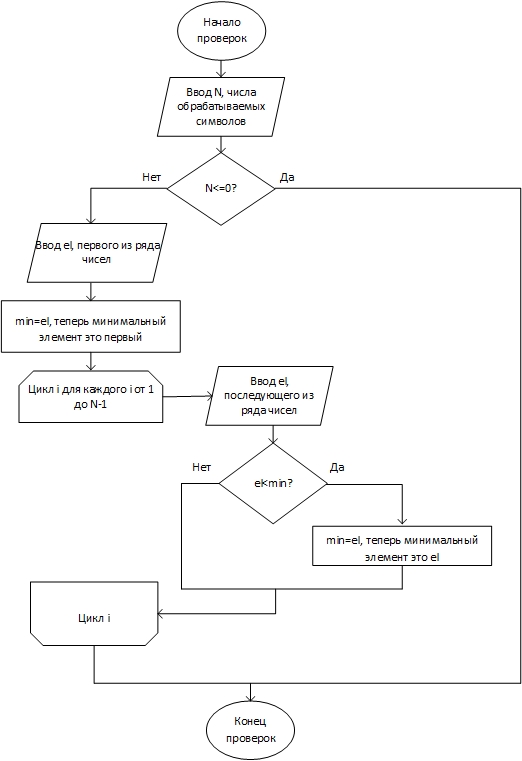 Начало
проверок
Ввод N, числа
обрабатываемых
символов
Нет
N<=0?
Да
Ввод el, первого из ряда
чисел
min=el, теперь минимальный
элемент это первый
Цикл i для каждого i от 1
до N-1
Ввод el,
последующего из
ряда чисел
Нет
el<min?
Да
min=el, теперь минимальный
элемент это el
Цикл i
Конец
проверок